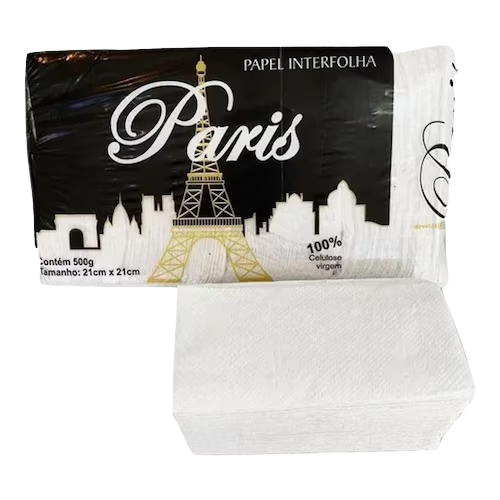 PAPEL INTERFOLHA
Paris
100%
Celulose
virgem
Contém 500g
Tamanho: 21cm x 21cm